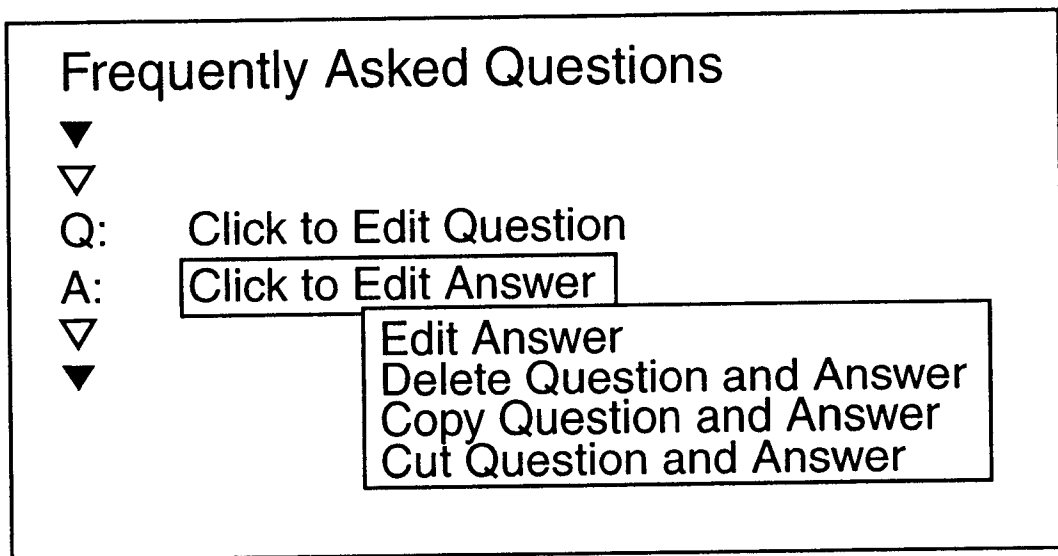 Frequently Asked Questions
Q: Click to Edit Question
A: Click to Edit Answer
Edit Answer
Delete Question and Answer
Copy Question and Answer
Cut Question and Answer